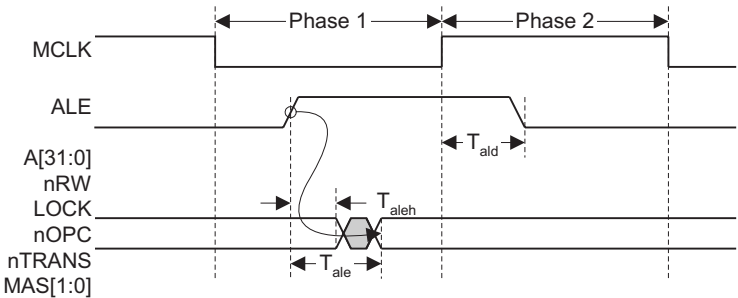 Phase 1 Phase 2
MCLK
ALE
Tald
A[31:0]
nRW
LOCK Taleh
nOPC
nTRANS Tale
MAS[1:0]